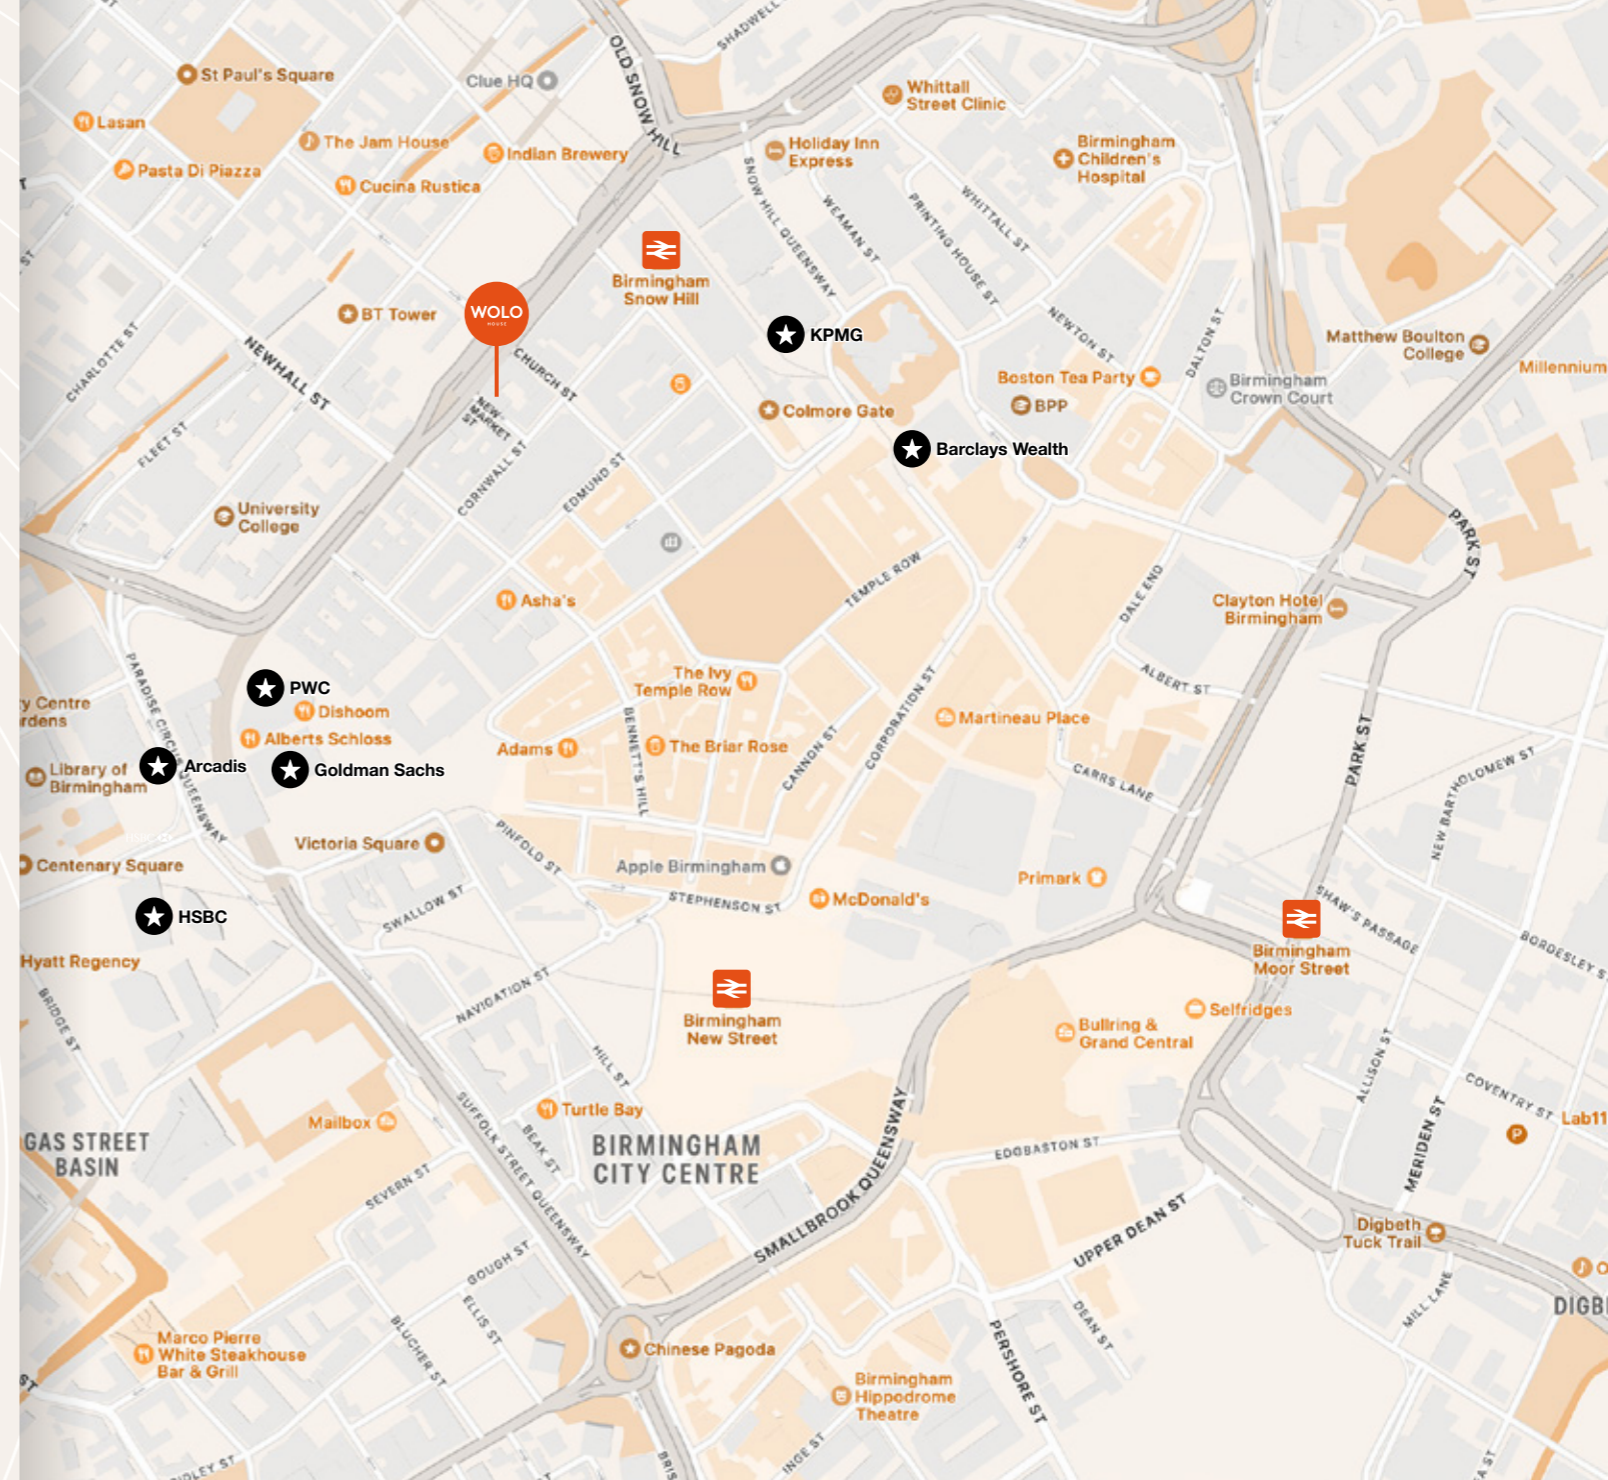 SHADWELL
OLD SNOW HILL
St Paul's Square
Clue HQ
Whittall
Street Clinic
Lasan
The Jam House
Indian Brewery
Holiday Inn
Express
Birmingham
Children's
Hospital
Pasta Di Piazza
Cucina Rustica
SNOW HILL QUEENSWAY
WEAMAN ST
PRINTING HOUSE ST
WHITTALL ST
Birmingham
Snow Hill
BT Tower
WOLO
HOUSE
KPMG
NEWTON ST
DALTON ST
Matthew Boulton
College
Millennium
CHARLOTTE ST
NEWHALL ST
CHURCH ST
Boston Tea Party
BPP
Birmingham
Crown Court
NEW
MARKET
ST
Colmore Gate
Barclays Wealth
FLEET ST
CORNWALL ST
EDMUND ST
University
College
PARK ST
TEMPLE ROW
DALE END
Asha's
Clayton Hotel
Birmingham
PARADISE CIRCUS QUEENSWAY
PWC
Dishoom
The Ivy
Temple Row
ALBERT ST
y Centre
rdens
Alberts Schloss
BENNETT'S HILL
CORPORATION ST
Martineau Place
PARK ST
Adams
The Briar Rose
CANNON ST
Library of
Birmingham
Arcadis
Goldman Sachs
CARRS LANE
NEW BARTHOLOMEW ST
Victoria Square
PINFOLD ST
Centenary Square
Apple Birmingham
STEPHENSON ST
McDonald's
Primark
SWALLOW ST
HSBC
SHAW'S PASSAGE
Hyatt Regency
Birmingham
Moor Street
BORDESLEY S
BRIDGE ST
NAVIGATION ST
Birmingham
New Street
Selfridges
Bullring &
Grand Central
HILL ST
ALLISON ST
COVENTRY ST
Mailbox
SUFFOLK STREET QUEENSWAY
Turtle Bay
Lab11
P
GAS STREET
BASIN
BEAK ST
BIRMINGHAM
CITY CENTRE
EDGBASTON ST
MERIDEN ST
SEVERN ST
SMALLBROOK QUEENSWAY
UPPER DEAN ST
Digbeth
Tuck Trail
GOUGH ST
ELLIS ST
MILL LANE
DIGB
BLUCHER ST
DEAN ST
PERSHORE ST
Marco Pierre
White Steakhouse
Bar & Grill
Chinese Pagoda
ST
Birmingham
Hippodrome
Theatre
INGE ST
BRIS
DLEY ST
A ST